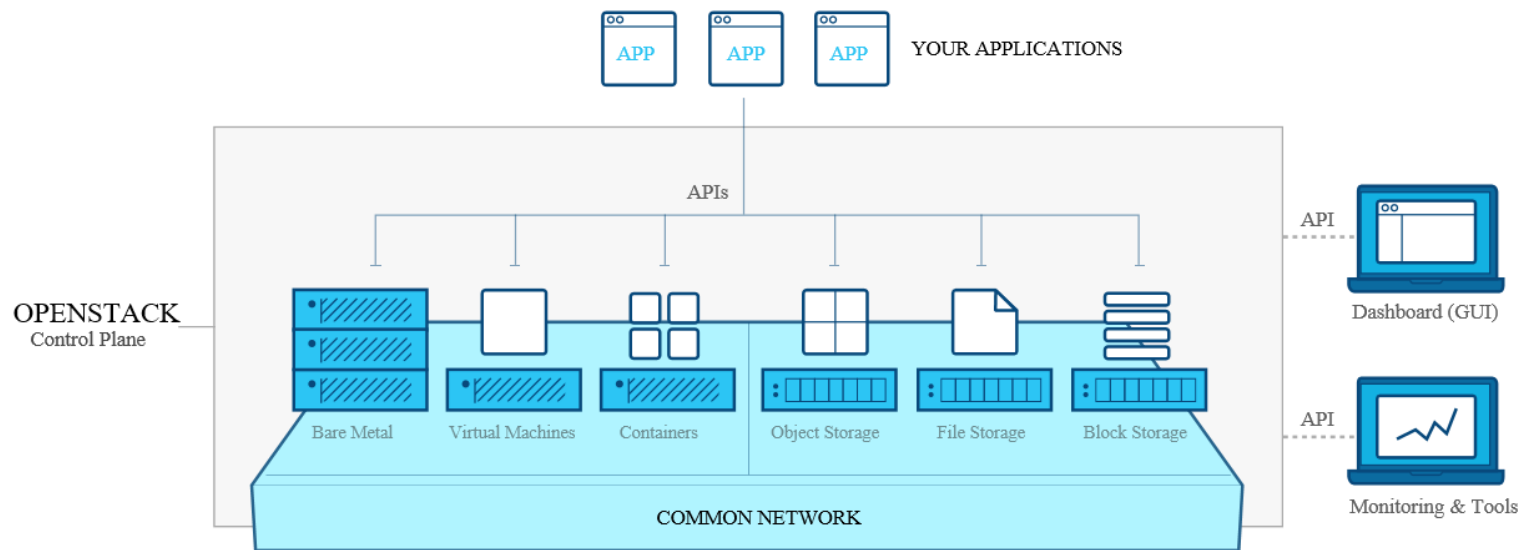 APP
APP
APP
YOUR APPLICATIONS
APIs
API
OPENSTACK
Control Plane
Dashboard (GUI)
Bare Metal
Virtual Machines
Containers
Object Storage
File Storage
Block Storage
API
Monitoring & Tools
COMMON NETWORK